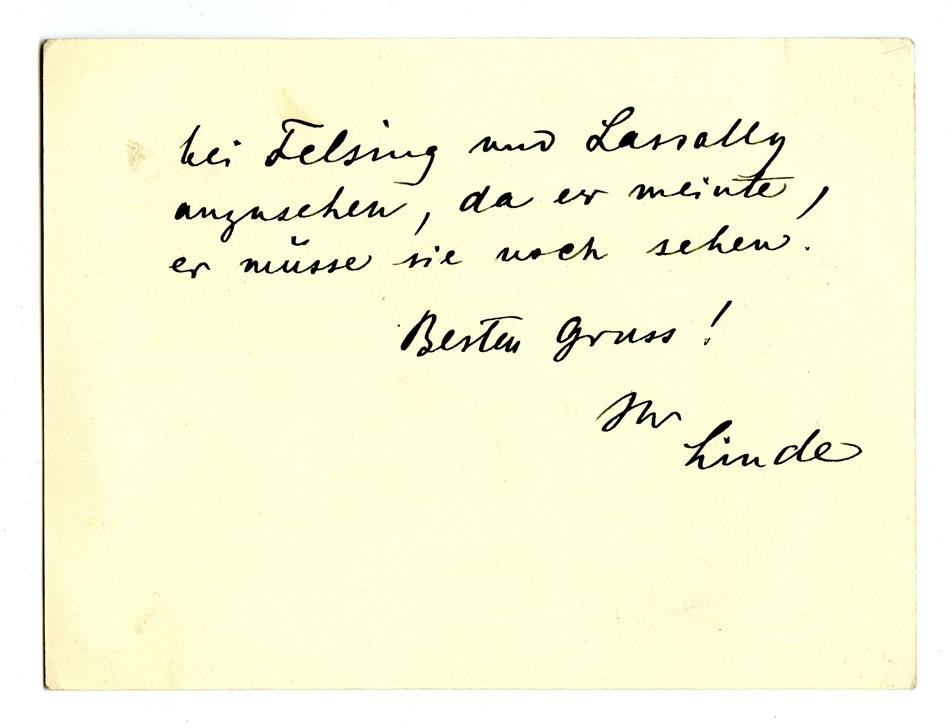 bei Felsing und Lassally
anzusehen, da er meinte,
er müsse sie noch sehen.
Besten Gruss!
Ihr
Linde